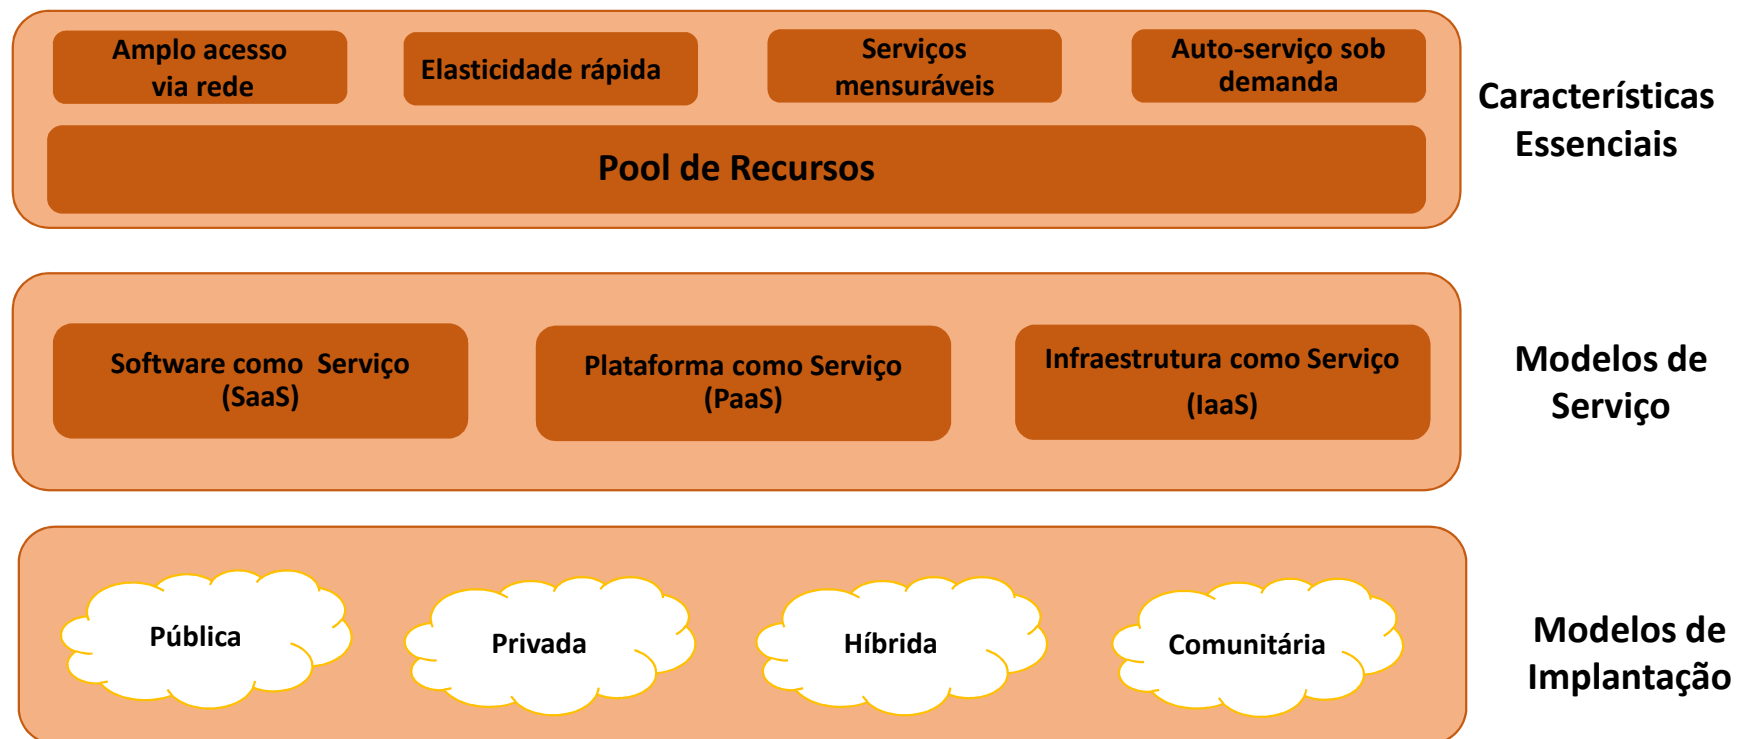 Amplo acesso
via rede
Elasticidade rápida
Serviços
mensuráveis
Auto-serviço sob
demanda
Pool de Recursos
Características
Essenciais
Software como Serviço
(SaaS)
Plataforma como Serviço
(PaaS)
Infraestrutura como Serviço
(IaaS)
Modelos de
Serviço
Pública
Privada
Híbrida
Comunitária
Modelos de
Implantação